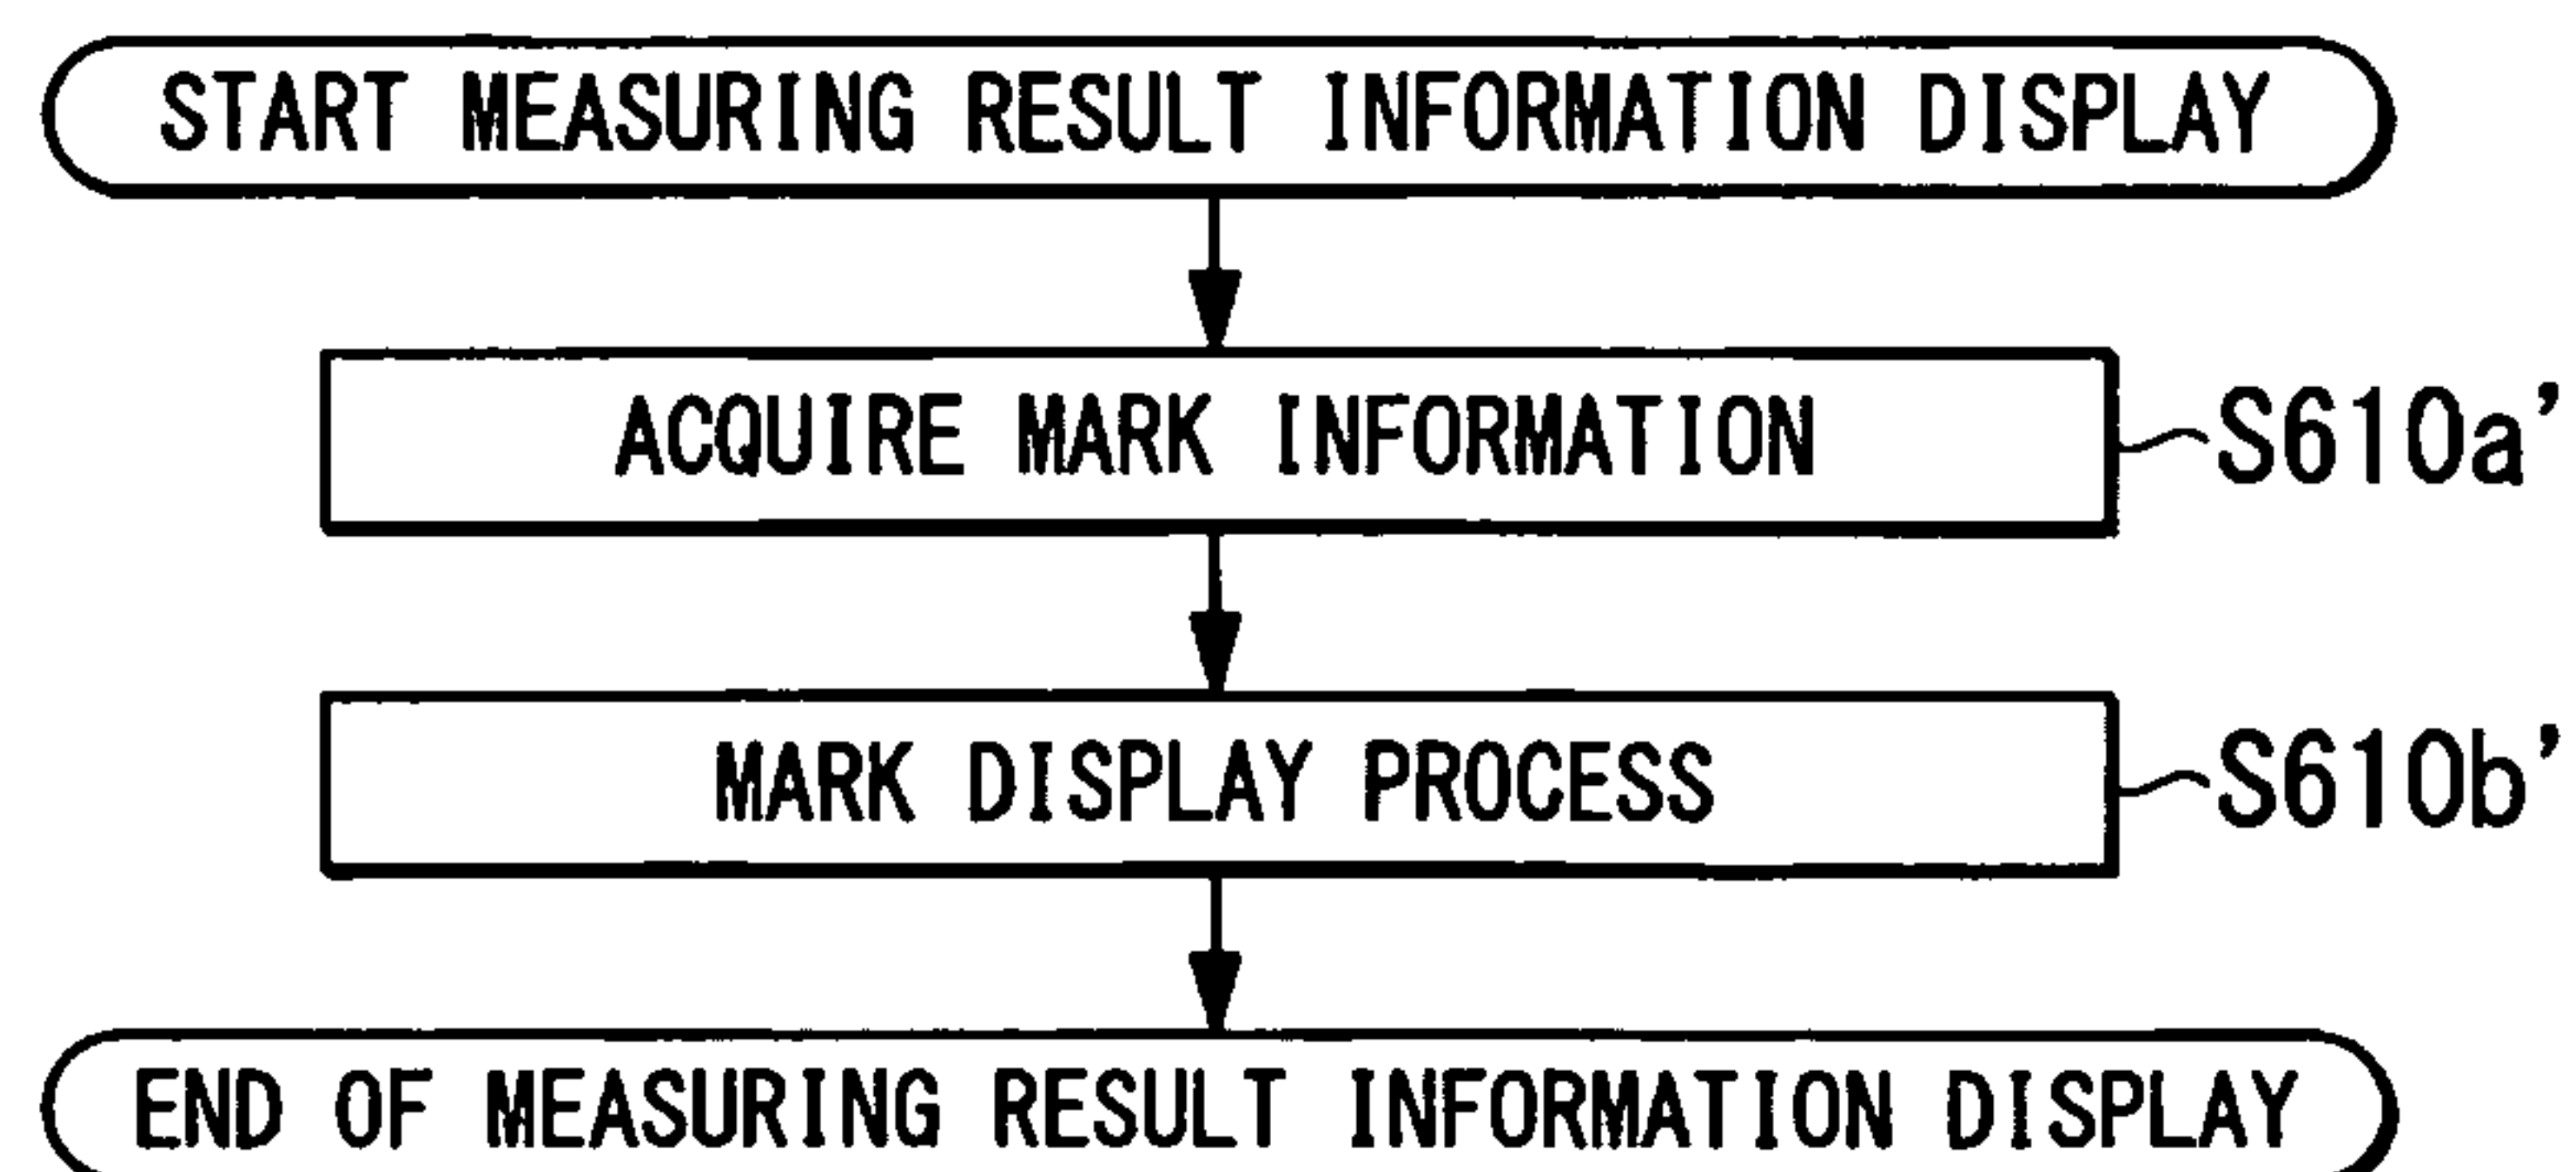 START MEASURING RESULT INFORMATION DISPLAY
ACQUIRE MARK INFORMATION
S610a’
MARK DISPLAY PROCESS
S610b’
END OF MEASURING RESULT INFORMATION DISPLAY